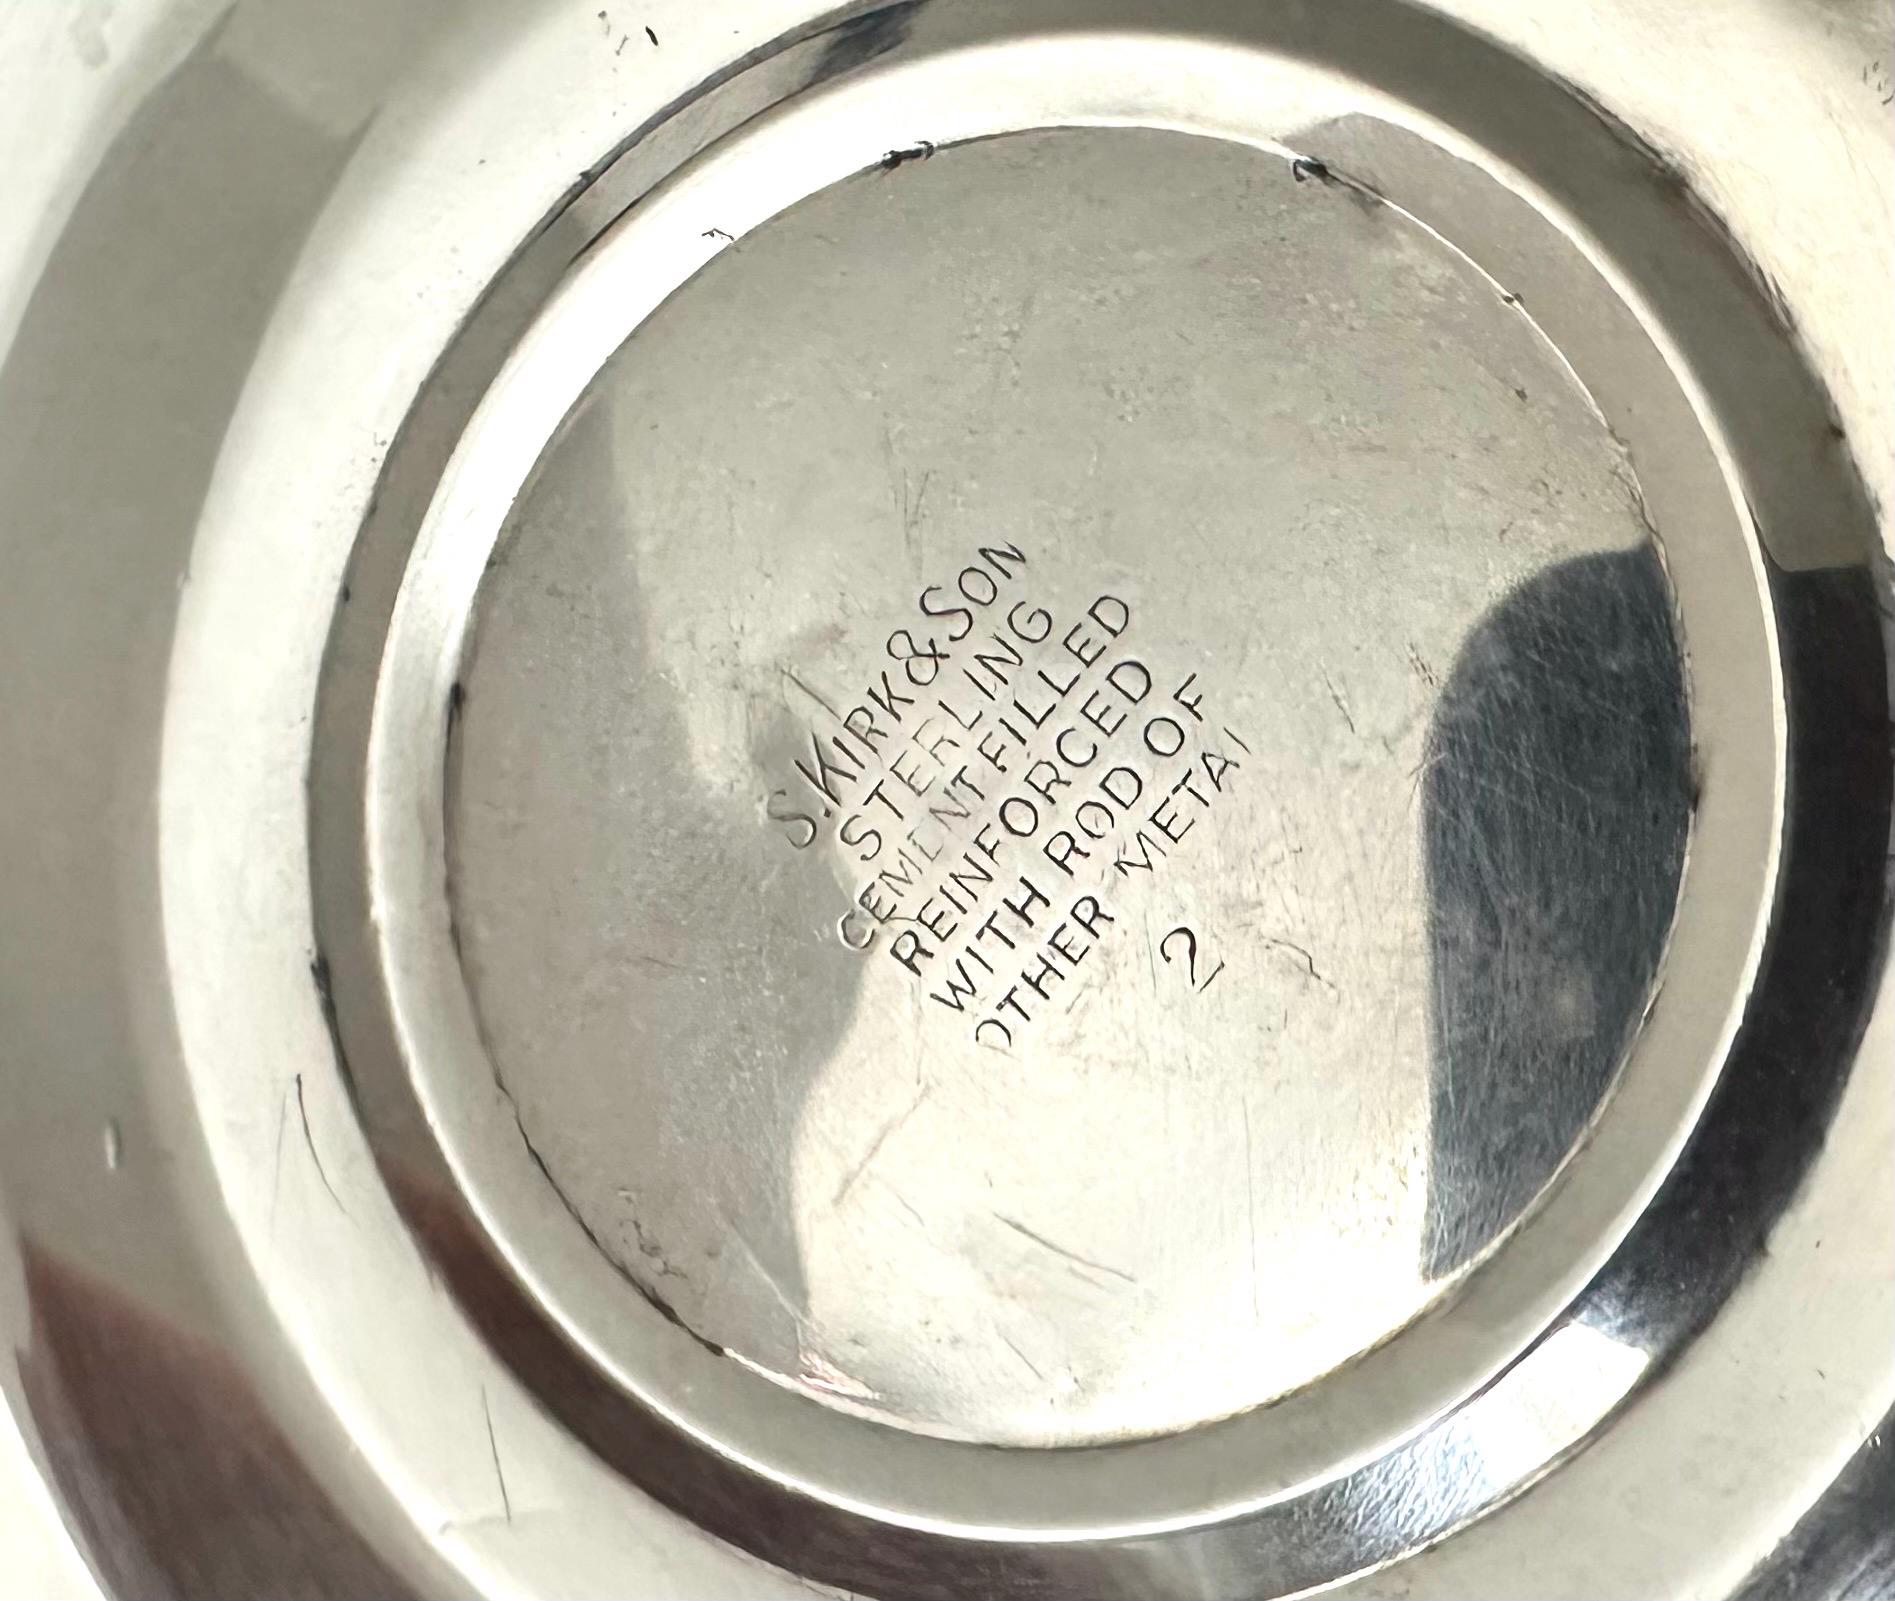 S. KIRK & SON
STERLING
CEMENT FILLED
REINFORCED
WITH ROD OF
OTHER METAL
2